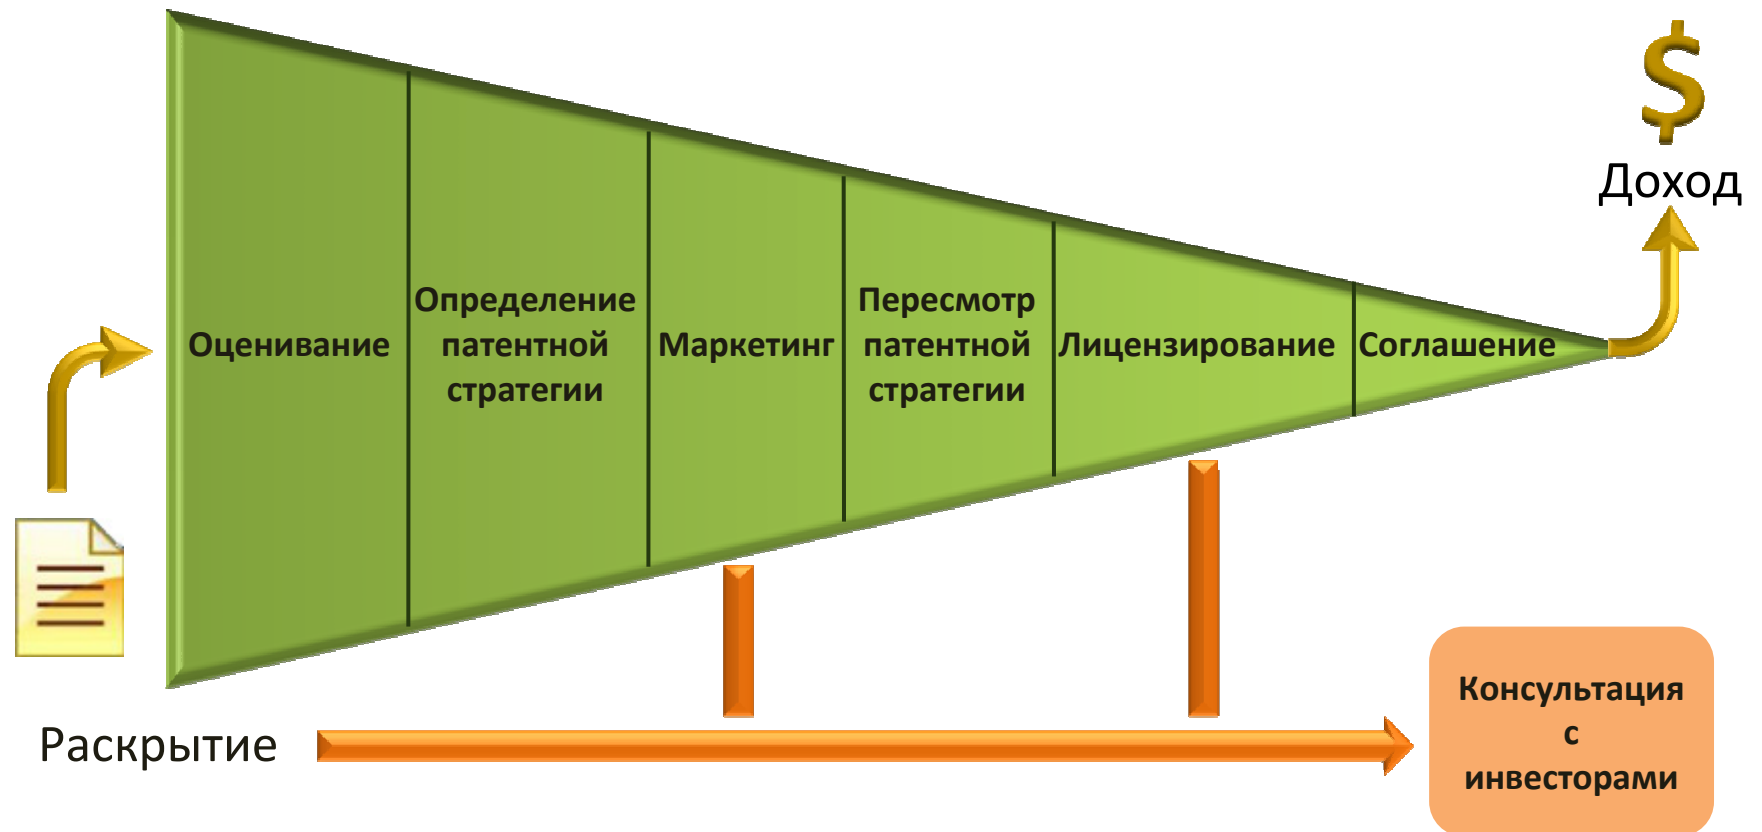 $
Доход
Оценивание
Определение
патентной
стратегии
Маркетинг
Пересмотр
патентной
стратегии
Лицензирование
Соглашение
Раскрытие
Консультация
с
инвесторами